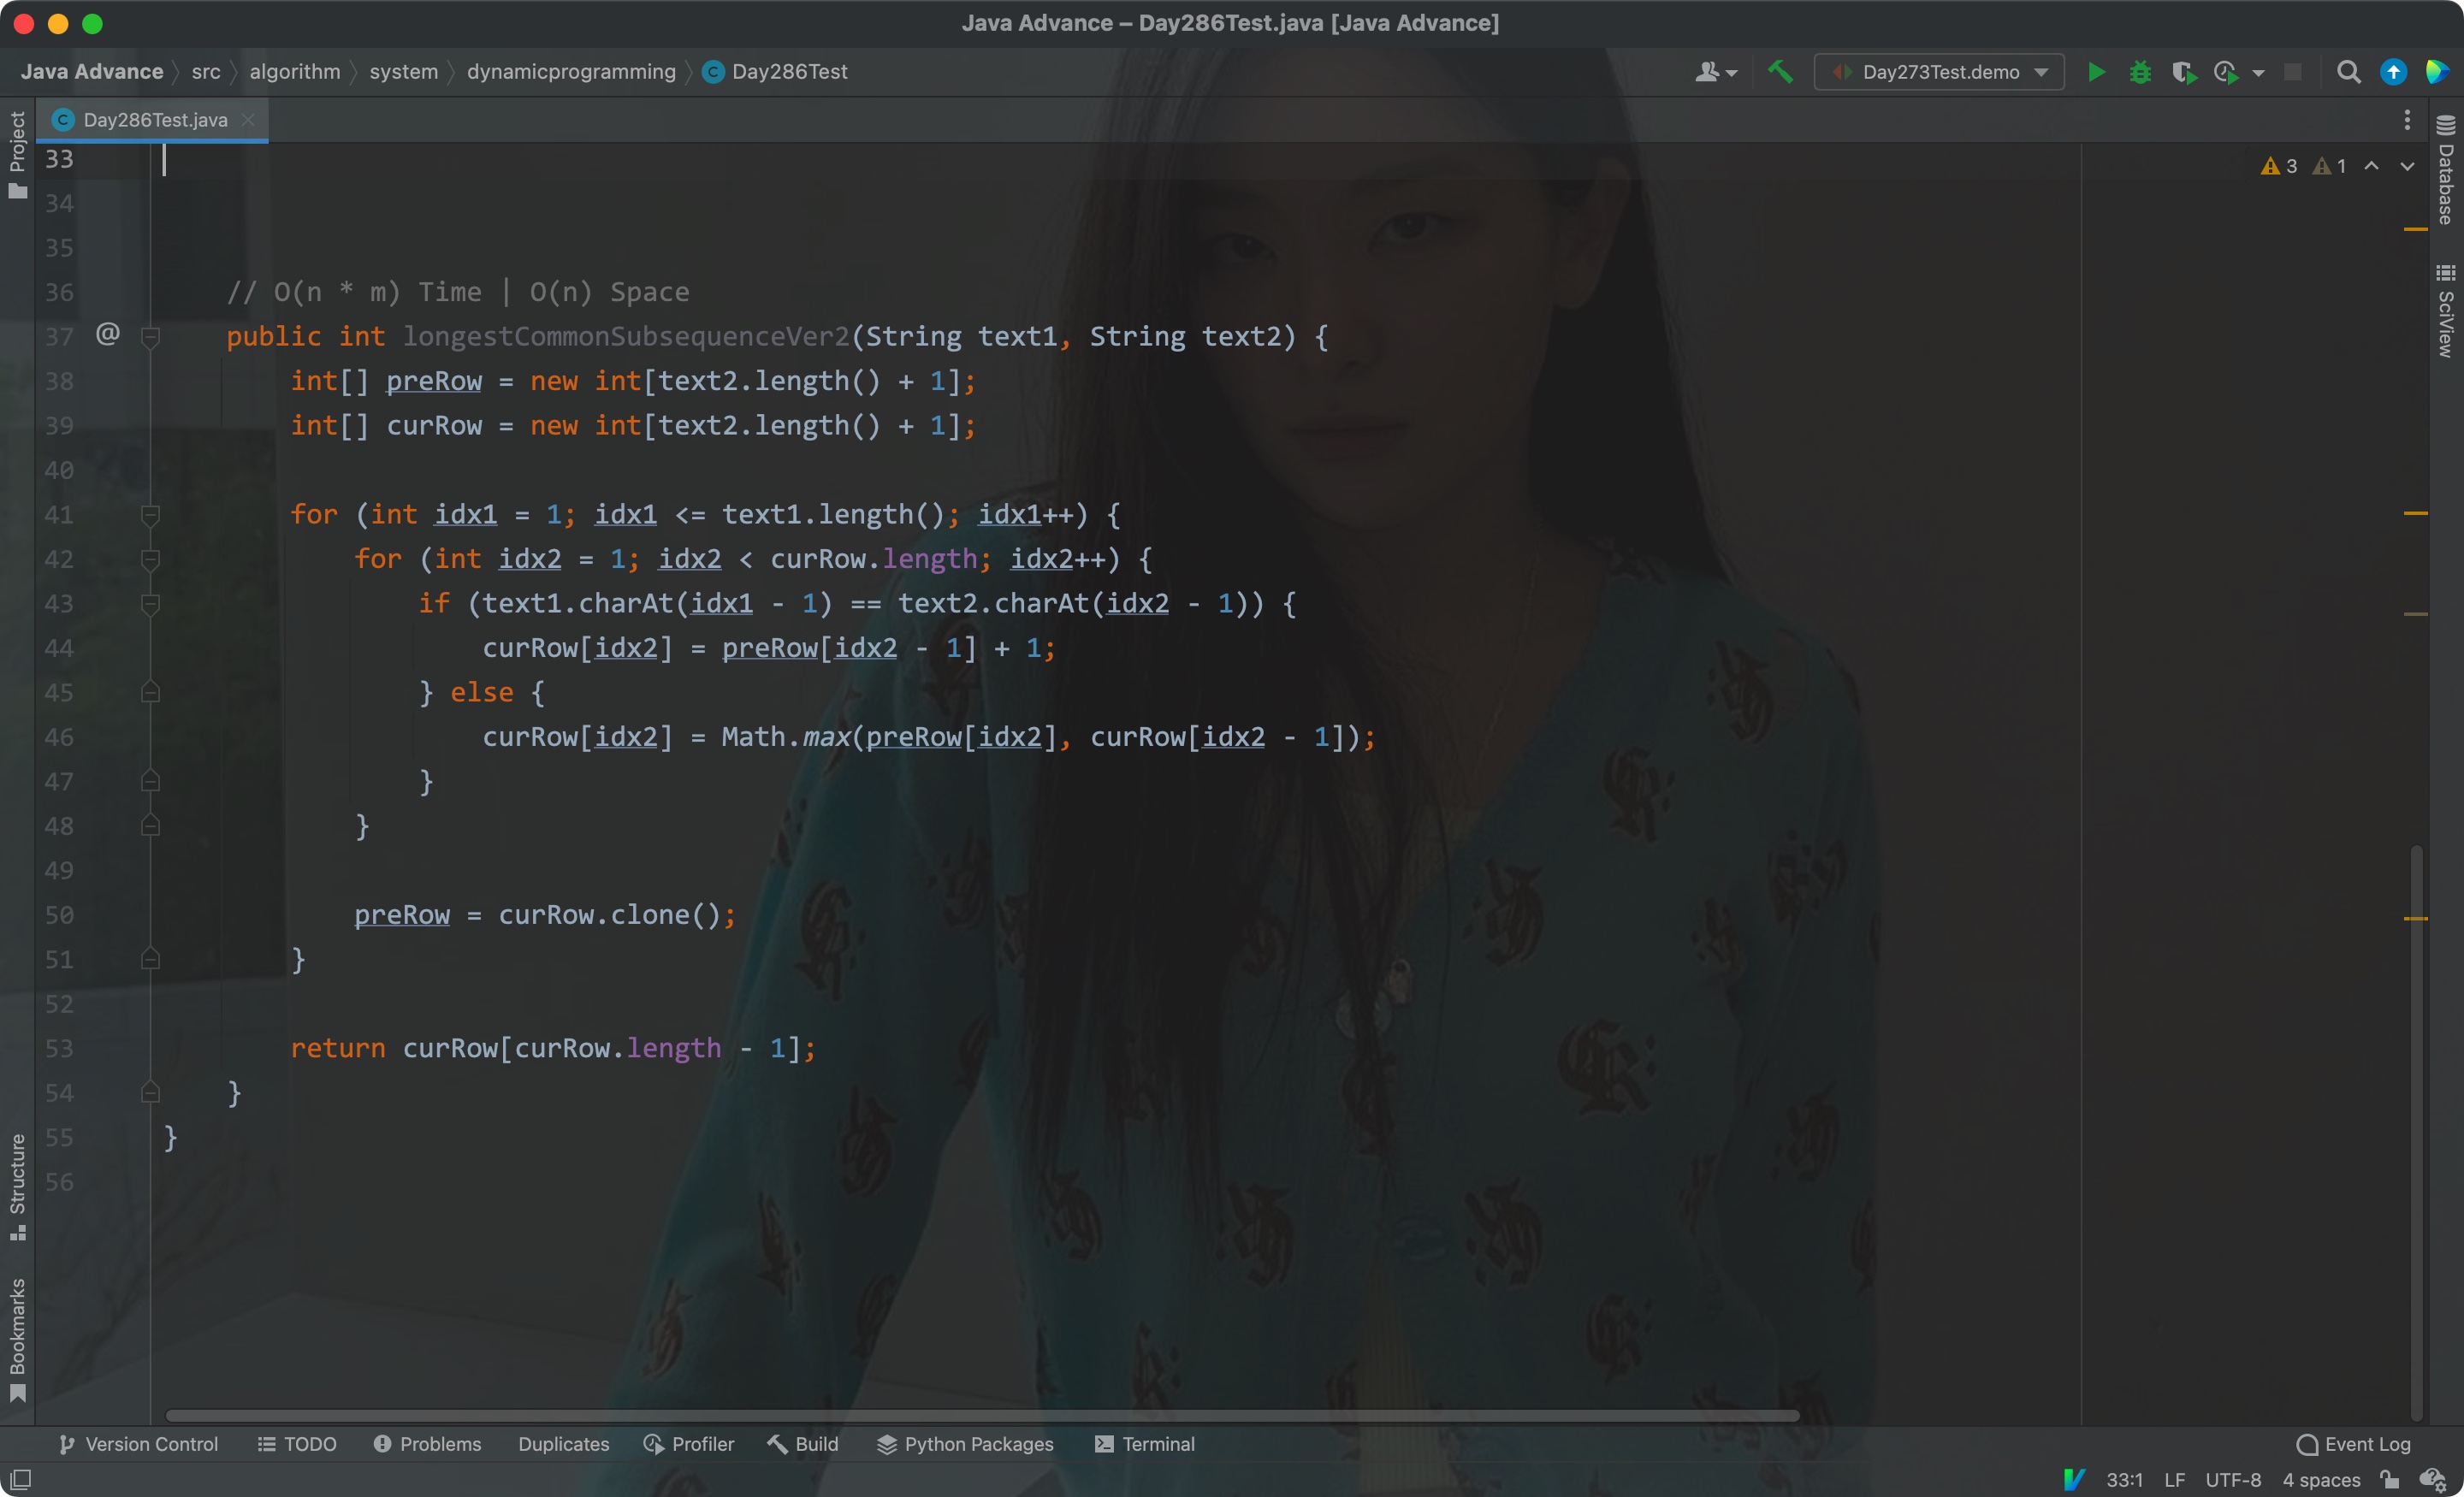 Java Advance – Day286Test.java [Java Advance]
Java Advance src algorithm system dynamicprogramming Day286Test Day273Test.demo
Project
Day286Test.java
Database
SciView
3 1
33
34
35
36 // O(n * m) Time | O(n) Space
37 @ public int longestCommonSubsequenceVer2(String text1, String text2) {
38 int[] preRow = new int[text2.length() + 1];
39 int[] curRow = new int[text2.length() + 1];
40
41 for (int idx1 = 1; idx1 <= text1.length(); idx1++) {
42 for (int idx2 = 1; idx2 < curRow.length; idx2++) {
43 if (text1.charAt(idx1 - 1) == text2.charAt(idx2 - 1)) {
44 curRow[idx2] = preRow[idx2 - 1] + 1;
45 } else {
46 curRow[idx2] = Math.max(preRow[idx2], curRow[idx2 - 1]);
47 }
48 }
49
50 preRow = curRow.clone();
51 }
52
53 return curRow[curRow.length - 1];
54 }
55 }
56
Structure
Bookmarks
Version Control TODO Problems Duplicates Profiler Build Python Packages Terminal Event Log
33:1 LF UTF-8 4 spaces